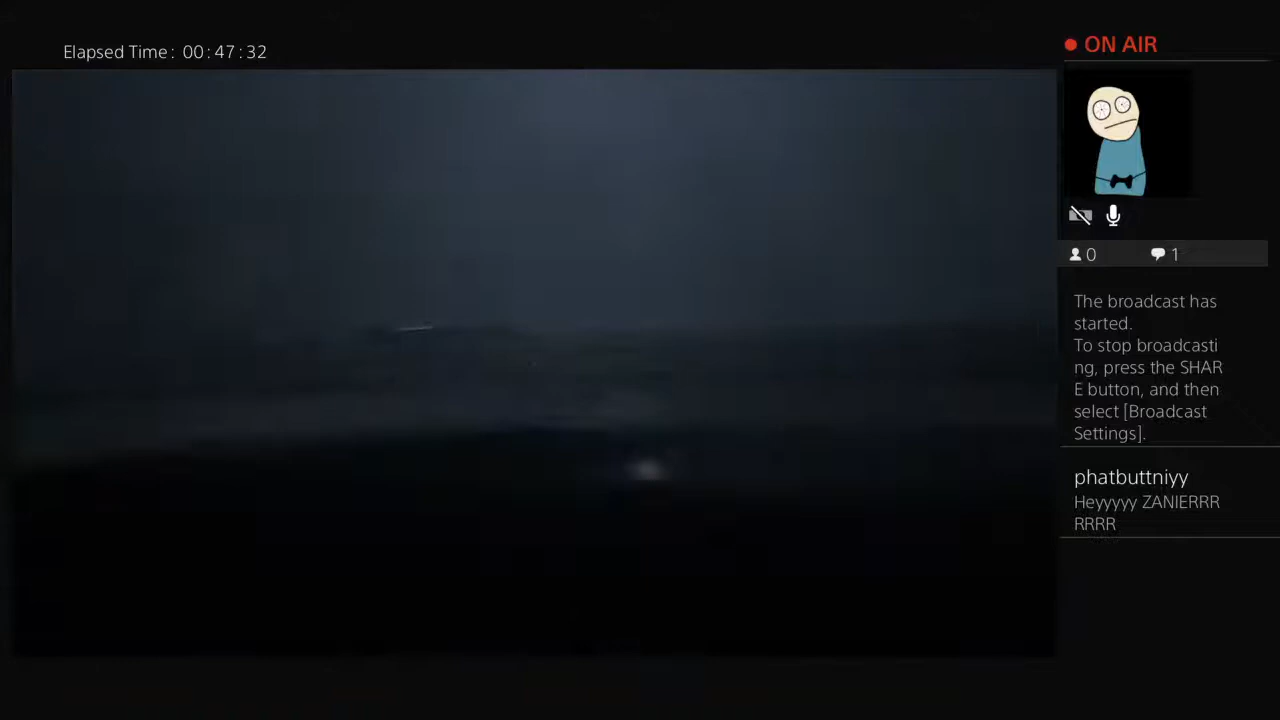 Elapsed Time: 00:47:32
ON AIR
0 1
The broadcast has
started.
To stop broadcasti
ng, press the SHAR
E button, and then
select [Broadcast
Settings].
phatbuttniyy
Heyyyyy ZANIERRR
RRRR